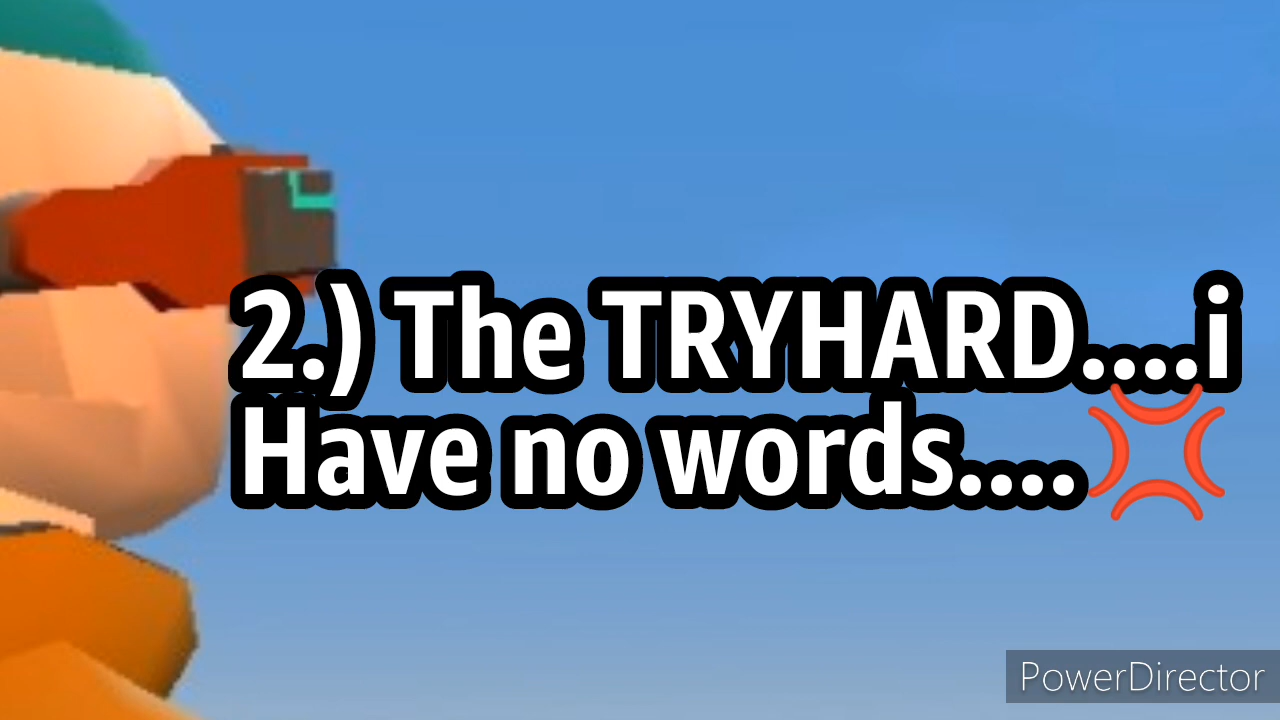 2.) The TRYHARD....i
Have no words....💢
PowerDirector